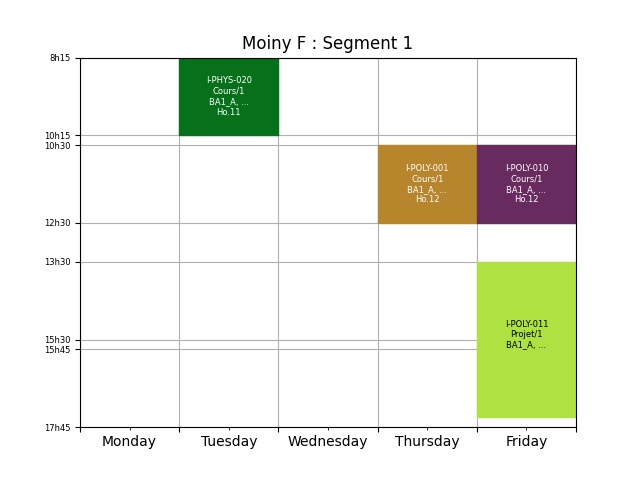 Moiny F : Segment 1
8h15
10h15
10h30
12h30
13h30
15h30
15h45
17h45
I-PHYS-020
Cours/1
BA1_A, ...
Ho.11
I-POLY-001
Cours/1
BA1_A, ...
Ho.12
I-POLY-010
Cours/1
BA1_A, ...
Ho.12
I-POLY-011
Projet/1
BA1_A, ...
Monday Tuesday Wednesday Thursday Friday